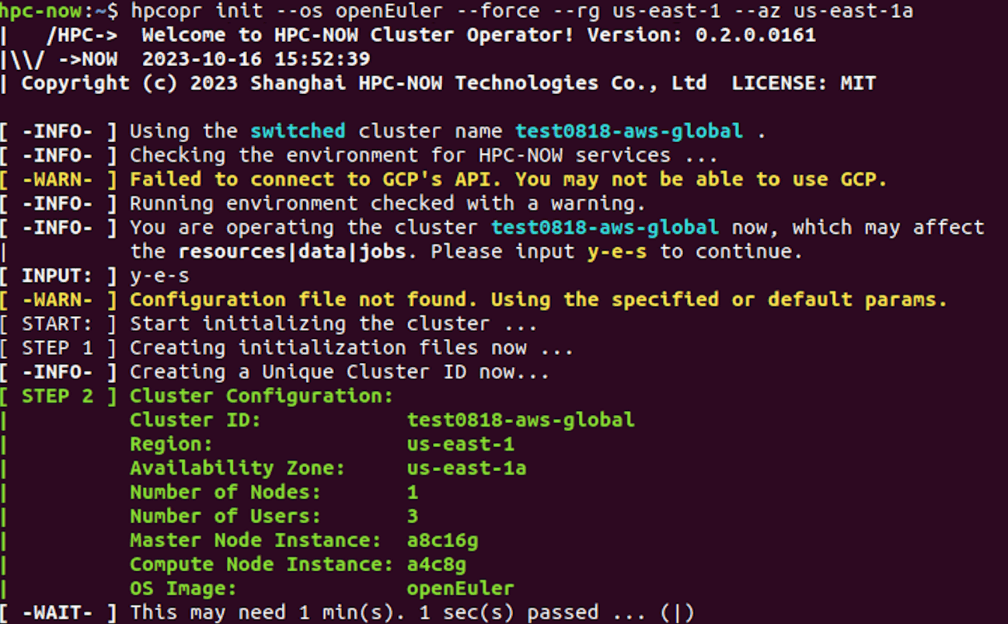 hpc-now:~$ hpcopr init --os openEuler --force --rg us-east-1 --az us-east-1a
|   /HPC->  Welcome to HPC-NOW Cluster Operator! Version: 0.2.0.0161
|\\/ ->NOW  2023-10-16 15:52:39
| Copyright (c) 2023 Shanghai HPC-NOW Technologies Co., Ltd  LICENSE: MIT
[ -INFO- ] Using the switched cluster name test0818-aws-global .
[ -INFO- ] Checking the environment for HPC-NOW services ...
[ -WARN- ] Failed to connect to GCP's API. You may not be able to use GCP.
[ -INFO- ] Running environment checked with a warning.
[ -INFO- ] You are operating the cluster test0818-aws-global now, which may affect
|          the resources|data|jobs. Please input y-e-s to continue.
[ INPUT: ] y-e-s
[ -WARN- ] Configuration file not found. Using the specified or default params.
[ START: ] Start initializing the cluster ...
[ STEP 1 ] Creating initialization files now ...
[ -INFO- ] Creating a Unique Cluster ID now...
[ STEP 2 ] Cluster Configuration:
|          Cluster ID:            test0818-aws-global
|          Region:                us-east-1
|          Availability Zone:     us-east-1a
|          Number of Nodes:       1
|          Number of Users:       3
|          Master Node Instance:  a8c16g
|          Compute Node Instance: a4c8g
|          OS Image:              openEuler
[ -WAIT- ] This may need 1 min(s). 1 sec(s) passed ... (|)